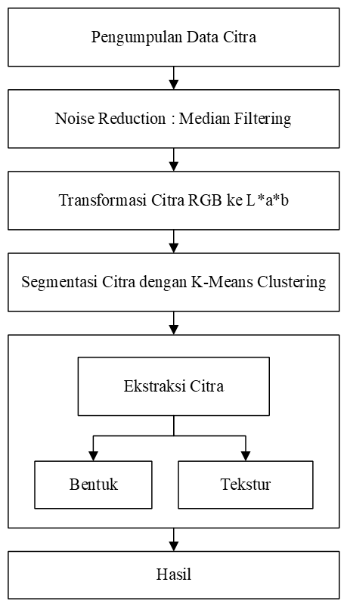 Pengumpulan Data Citra
Noise Reduction : Median Filtering
Transformasi Citra RGB ke L*a*b
Segmentasi Citra dengan K-Means Clustering
Ekstraksi Citra
Bentuk
Tekstur
Hasil